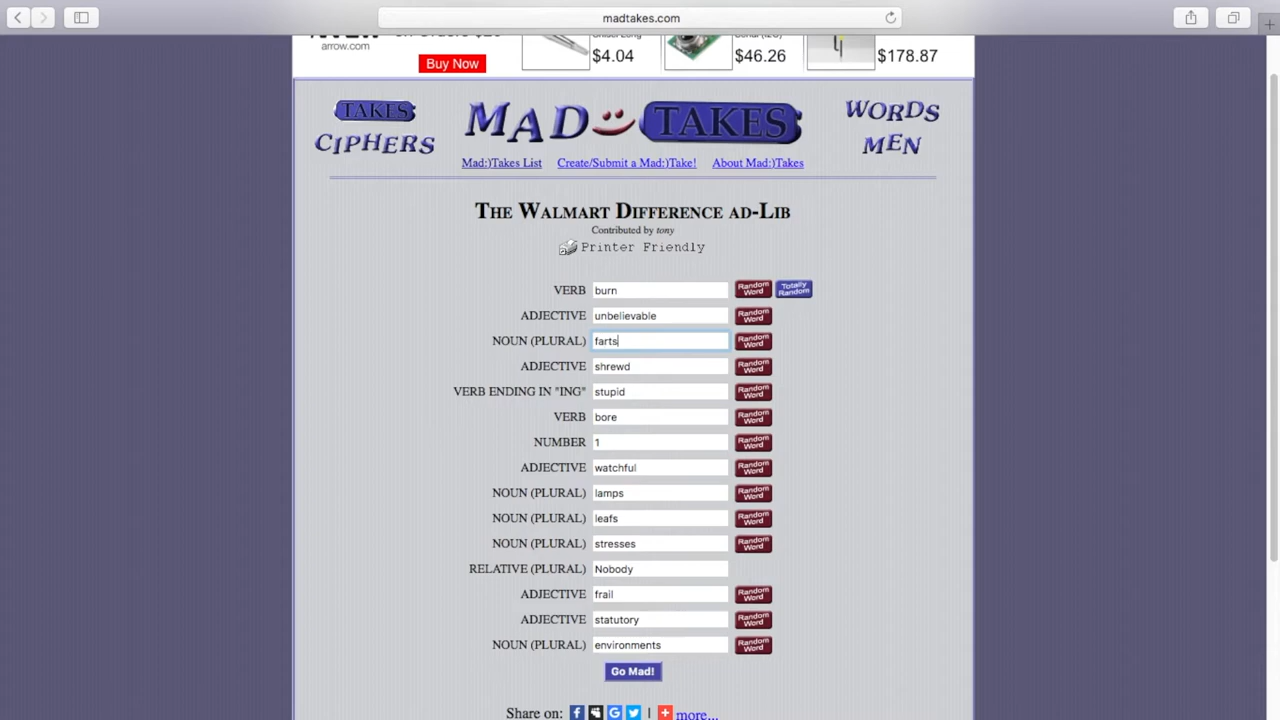 madtakes.com
arrow.com
Buy Now
$4.04
$46.26
$178.87
TAKES
CIPHERS
MAD TAKES
WORDS
MEN
Mad:)Takes List Create/Submit a Mad:)Take! About Mad:)Takes
The Walmart Difference ad-Lib
Contributed by tony
Printer Friendly
VERB burn Random Word Totally Random
ADJECTIVE unbelievable Random Word
NOUN (PLURAL) farts Random Word
ADJECTIVE shrewd Random Word
VERB ENDING IN "ING" stupid Random Word
VERB bore Random Word
NUMBER 1 Random Word
ADJECTIVE watchful Random Word
NOUN (PLURAL) lamps Random Word
NOUN (PLURAL) leafs Random Word
NOUN (PLURAL) stresses Random Word
RELATIVE (PLURAL) Nobody
ADJECTIVE frail Random Word
ADJECTIVE statutory Random Word
NOUN (PLURAL) environments Random Word
Go Mad!
Share on: | more...